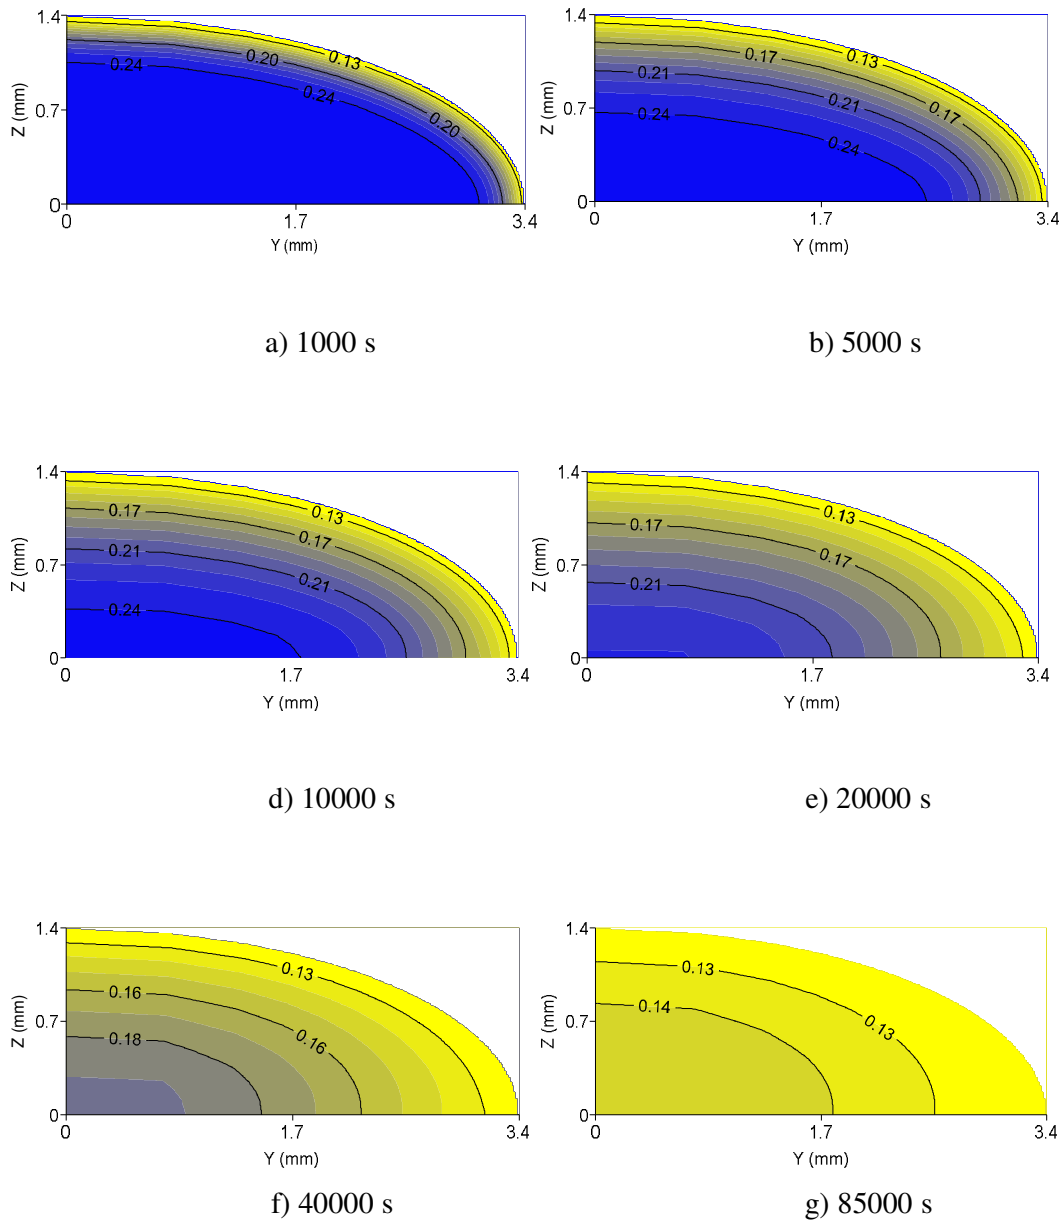 1.4
Z (mm)
0.7
0
0.13
0.20
0.24
0.24
0.20
0 1.7 3.4
Y (mm)
a) 1000 s
1.4
Z (mm)
0.7
0
0.13
0.17
0.21
0.21
0.17
0.24
0.24
0 1.7 3.4
Y (mm)
b) 5000 s
1.4
Z (mm)
0.7
0
0.13
0.17
0.17
0.21
0.21
0.24
0 1.7 3.4
Y (mm)
d) 10000 s
1.4
Z (mm)
0.7
0
0.13
0.17
0.17
0.21
0 1.7 3.4
Y (mm)
e) 20000 s
1.4
Z (mm)
0.7
0
0.13
0.16
0.16
0.18
0 1.7 3.4
Y (mm)
f) 40000 s
1.4
Z (mm)
0.7
0
0.13
0.14
0.13
0 1.7 3.4
Y (mm)
g) 85000 s